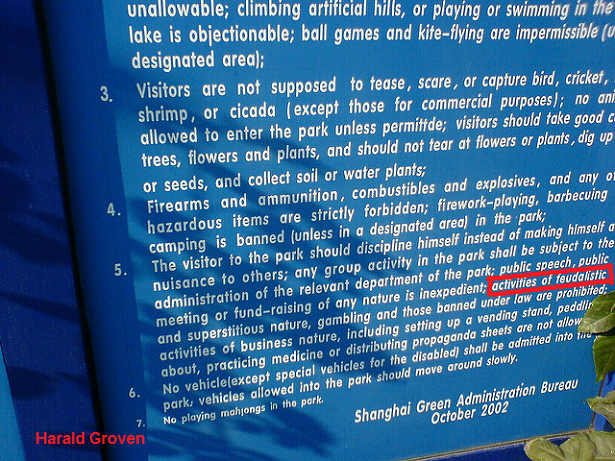 unallowable; climbing artificial hills, or playing or swimming in the
lake is objectionable; ball games and kite-flying are impermissible (u
designated area);
3. Visitors are not supposed to tease, scare, or capture bird, cricket,
shrimp, or cicada (except those for commercial purposes); no ani
allowed to enter the park unless permittde; visitors should take good c
trees, flowers and plants, and should not tear at flowers or plants, dig up
or seeds, and collect soil or water plants;
4. Firearms and ammunition, combustibles and explosives, and any o
hazardous items are strictly forbidden; firework-playing, barbecuing
camping is banned (unless in a designated area) in the park;
5. The visitor to the park should discipline himself instead of making himself a
nuisance to others; any group activity in the park shall be subject to the
administration of the relevant department of the park; public speech, public
meeting or fund-raising of any nature is inexpedient; activities of feudalistic
and superstitious nature, gambling and those banned under law are prohibited;
activities of business nature, including setting up a vending stand, peddlin
about, practicing medicine or distributing propaganda sheets are not allow
6. No vehicle(except special vehicles for the disabled) shall be admitted into the
park; vehicles allowed into the park should move around slowly.
7. No playing mahjongs in the park.
Shanghai Green Administration Bureau
October 2002
Harald Groven